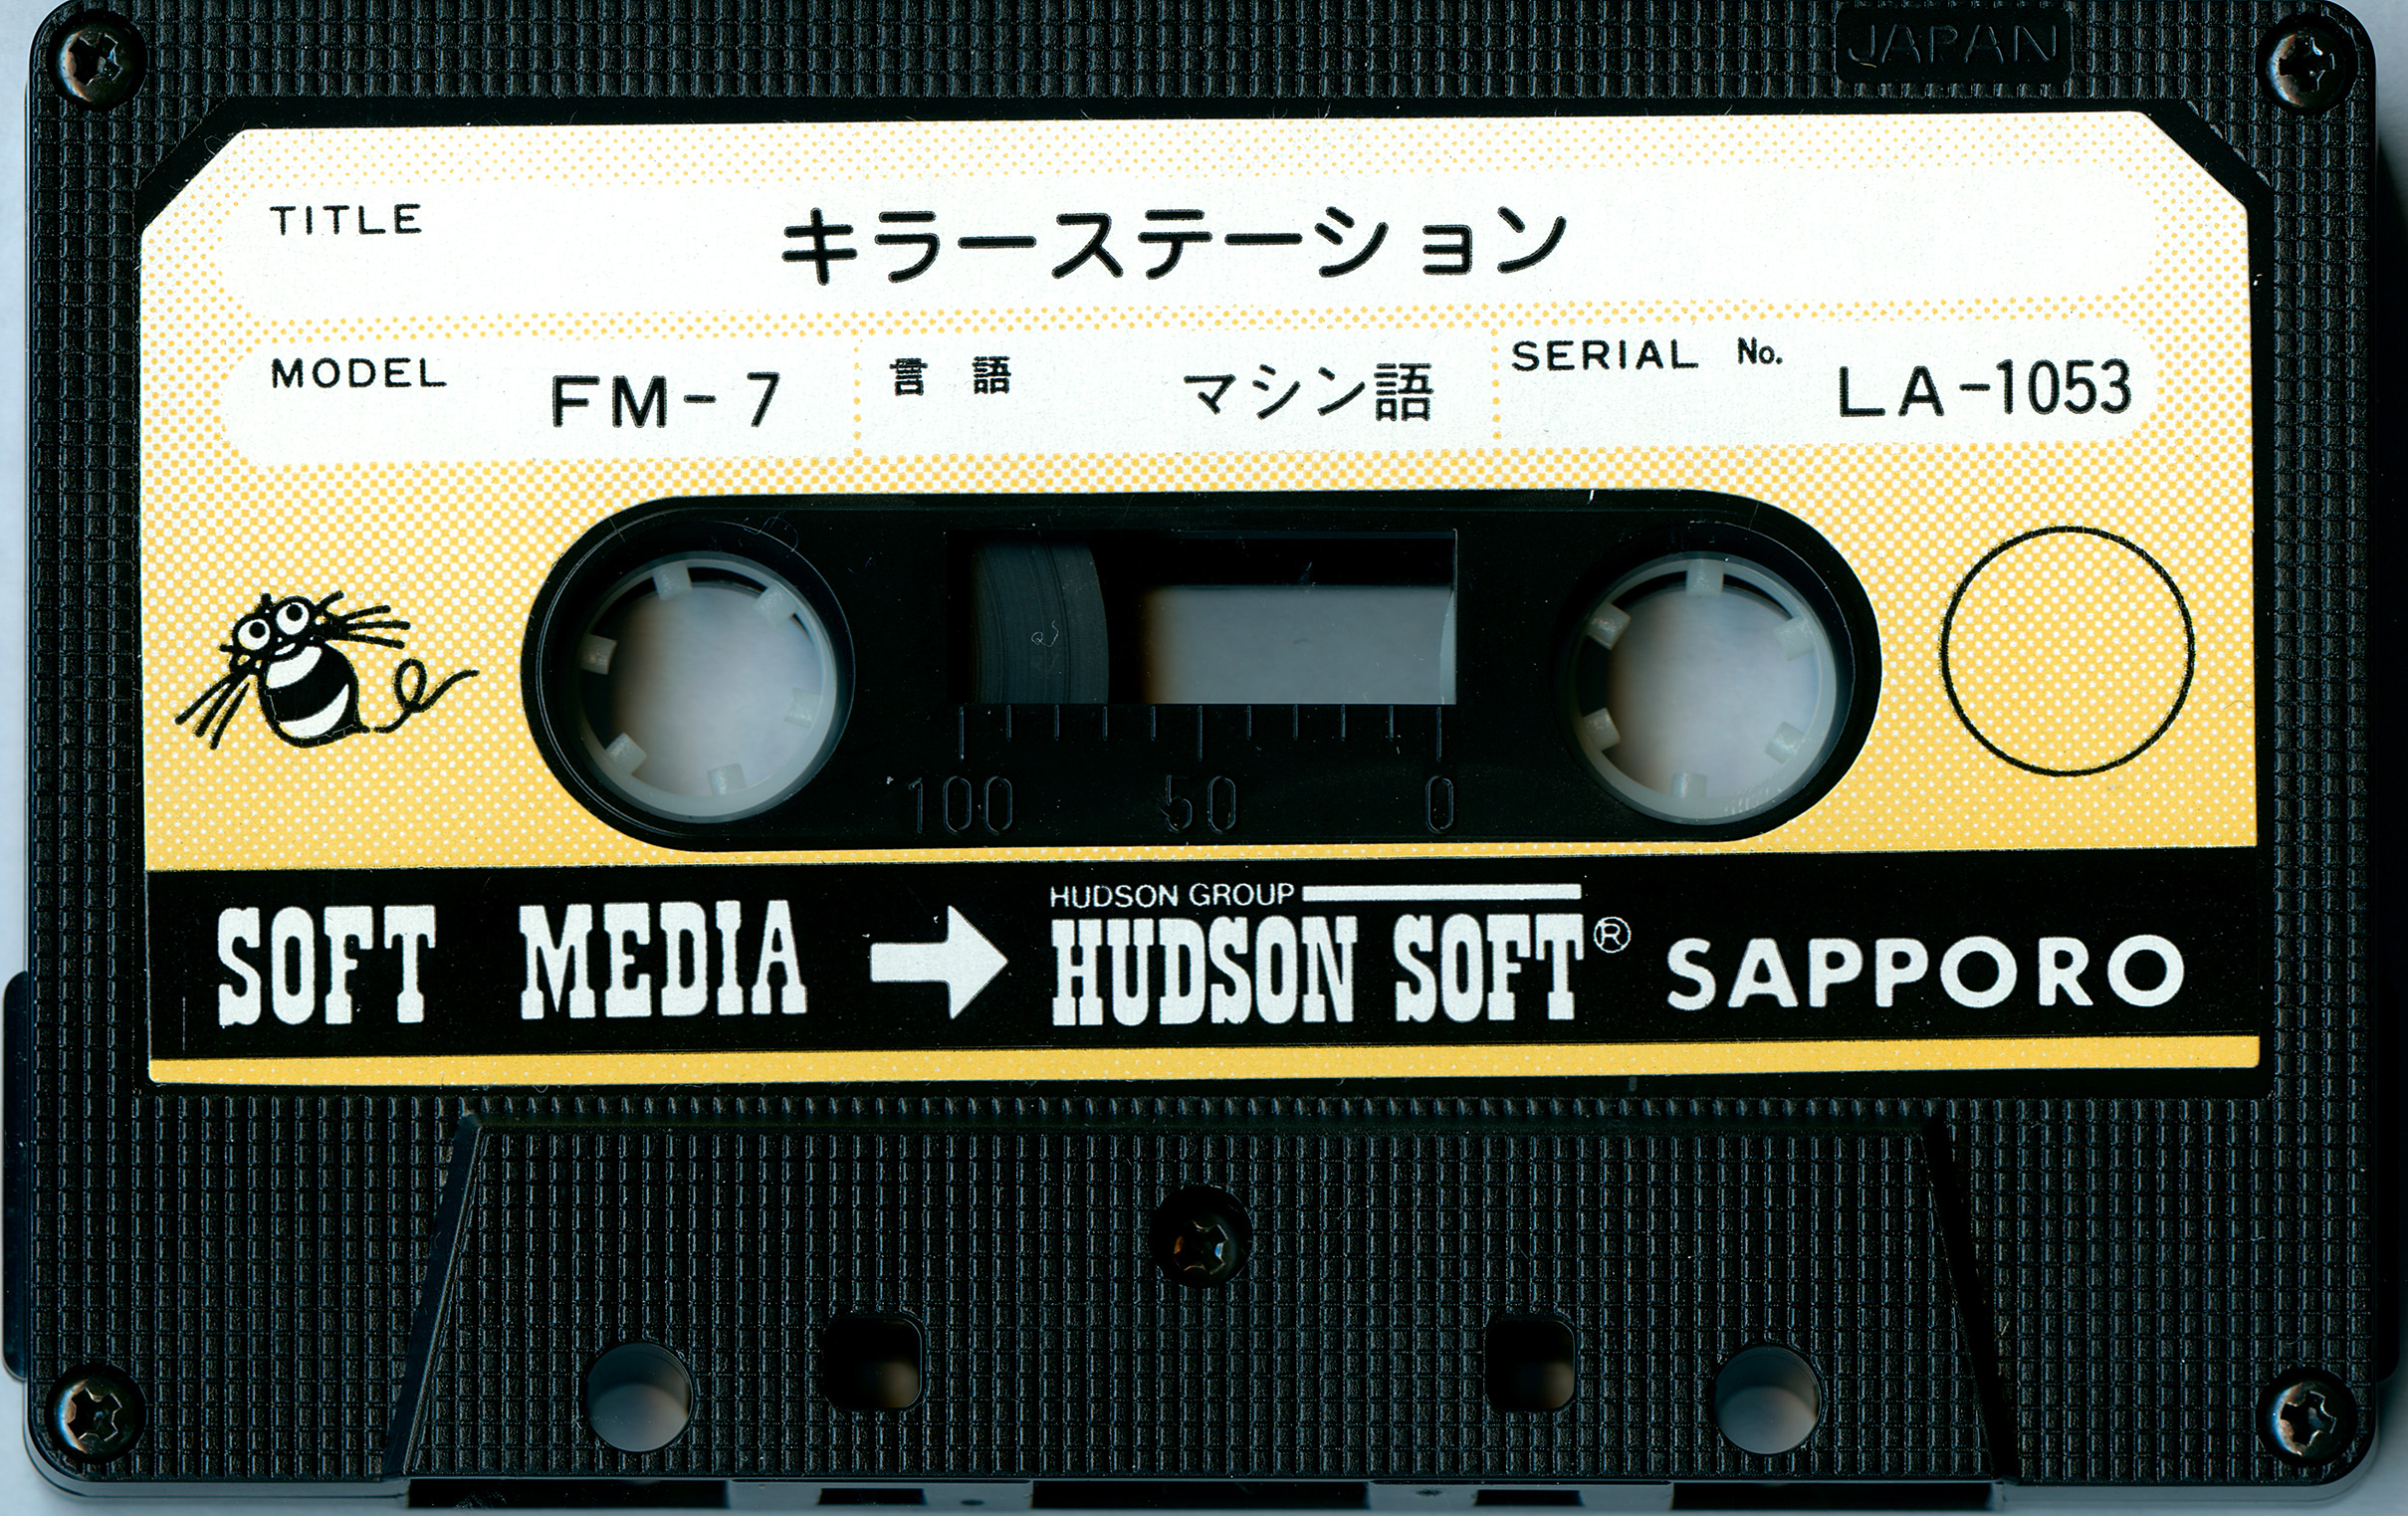 JAPAN
TITLE キラーステーション
MODEL FM-7 言語 マシン語 SERIAL No. LA-1053
100 50 0
HUDSON GROUP
SOFT MEDIA → HUDSON SOFT® SAPPORO